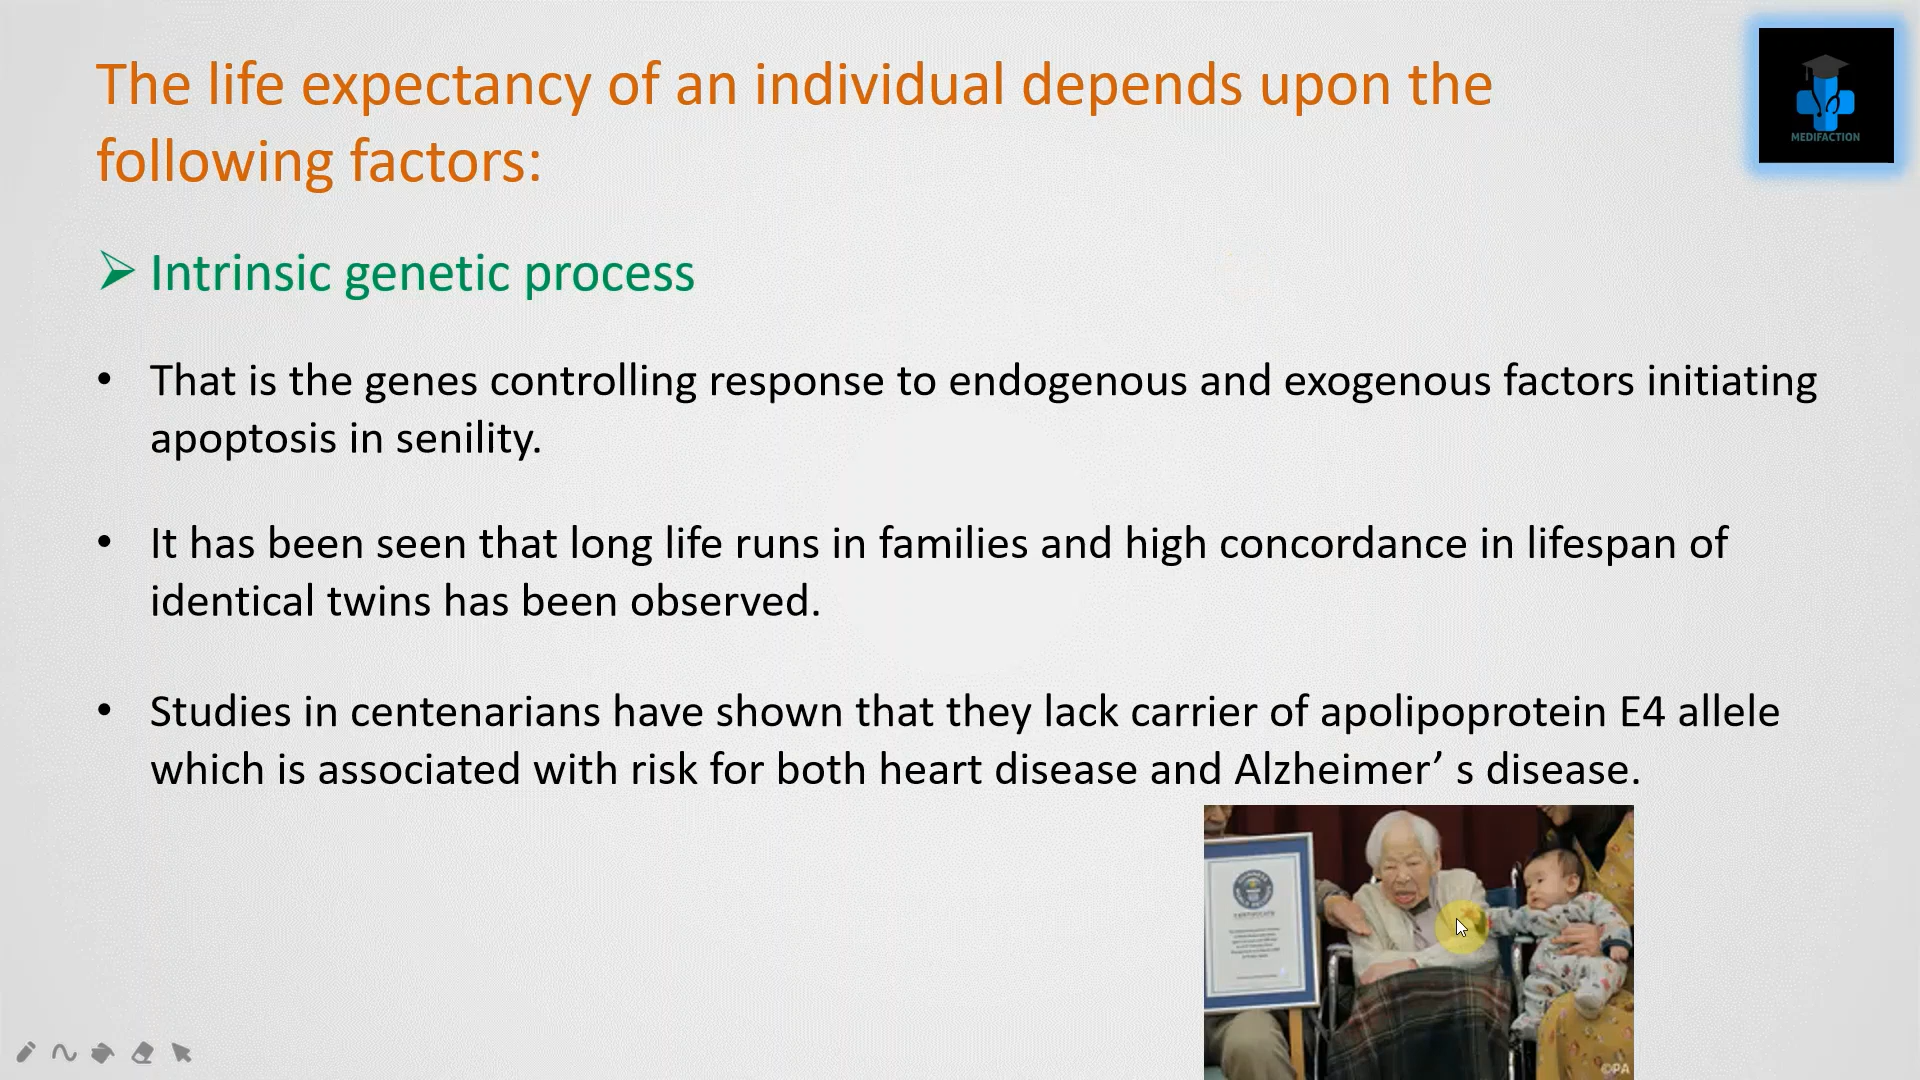 The life expectancy of an individual depends upon the
following factors:
MEDIFACTION
Intrinsic genetic process
• That is the genes controlling response to endogenous and exogenous factors initiating
apoptosis in senility.
• It has been seen that long life runs in families and high concordance in lifespan of
identical twins has been observed.
• Studies in centenarians have shown that they lack carrier of apolipoprotein E4 allele
which is associated with risk for both heart disease and Alzheimer’ s disease.
CERTIFICATE
©PA